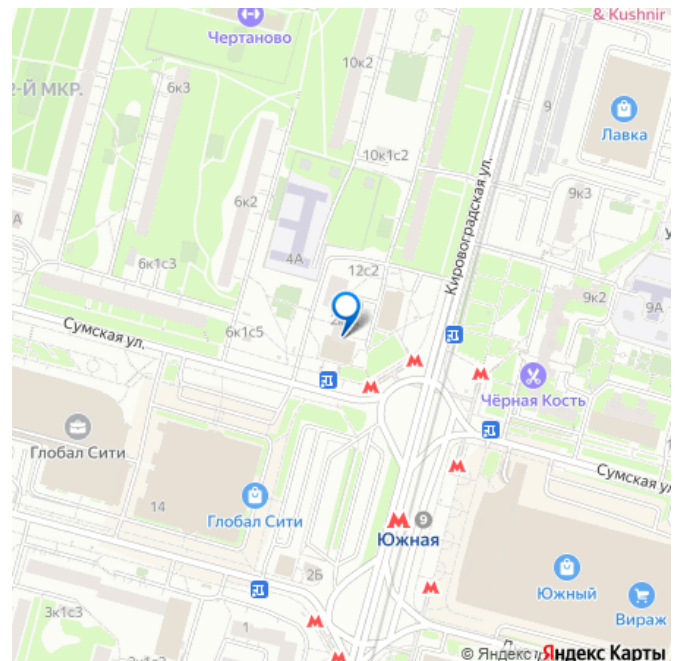 & Kushnir
Чертаново
10к2
6к3
2-Й МКР.
9
Лавка
10к1с2
Кировоградская ул.
9к3
6к2
4А
12с2
6к1с3
9к2
9А
Сумская ул.
6к1с5
Чёрная Кость
Глобал Сити
Сумская ул
14
Глобал Сити
9
Южная
2Б
Южный
Вираж
3к1с3
1
© Яндекс Яндекс Карты